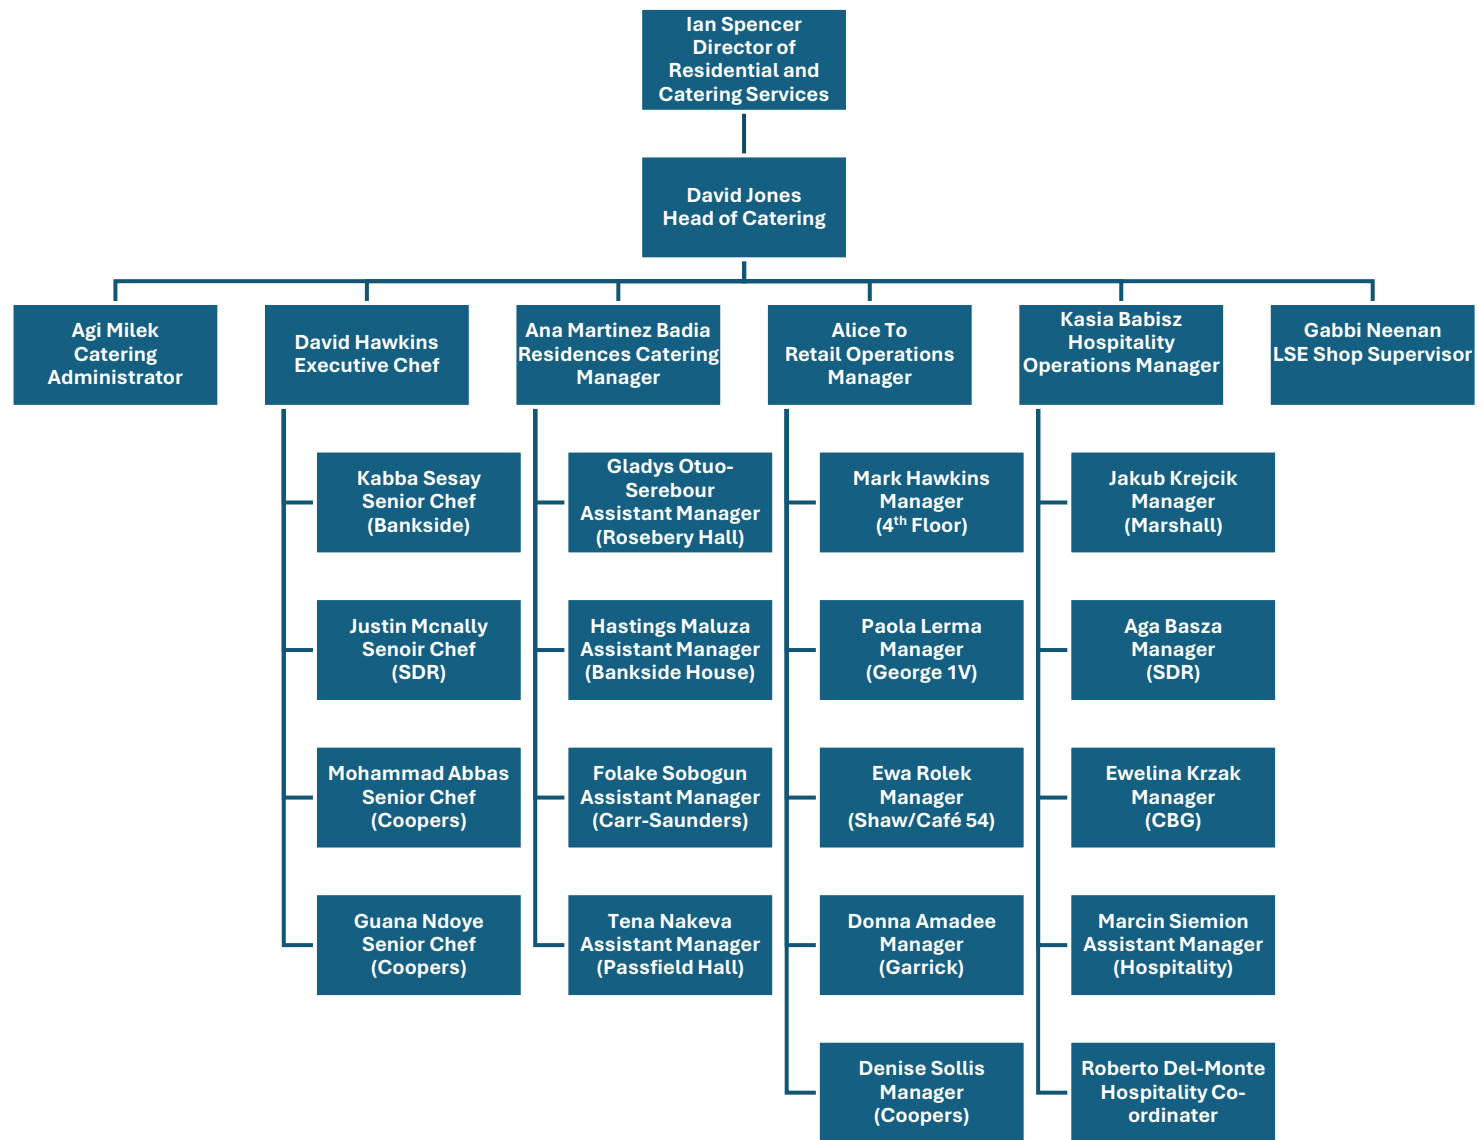 Ian Spencer
Director of
Residential and
Catering Services
David Jones
Head of Catering
Agi Milek
Catering
Administrator
David Hawkins
Executive Chef
Ana Martinez Badia
Residences Catering
Manager
Alice To
Retail Operations
Manager
Kasia Babisz
Hospitality
Operations Manager
Gabbi Neenan
LSE Shop Supervisor
Kabba Sesay
Senior Chef
(Bankside)
Justin Mcnally
Senoir Chef
(SDR)
Mohammad Abbas
Senior Chef
(Coopers)
Guana Ndoye
Senior Chef
(Coopers)
Gladys Otuo-
Serebour
Assistant Manager
(Rosebery Hall)
Hastings Maluza
Assistant Manager
(Bankside House)
Folake Sobogun
Assistant Manager
(Carr-Saunders)
Tena Nakeva
Assistant Manager
(Passfield Hall)
Mark Hawkins
Manager
(4th Floor)
Paola Lerma
Manager
(George 1V)
Ewa Rolek
Manager
(Shaw/Café 54)
Donna Amadee
Manager
(Garrick)
Denise Sollis
Manager
(Coopers)
Jakub Krejcik
Manager
(Marshall)
Aga Basza
Manager
(SDR)
Ewelina Krzak
Manager
(CBG)
Marcin Siemion
Assistant Manager
(Hospitality)
Roberto Del-Monte
Hospitality Co-
ordinater